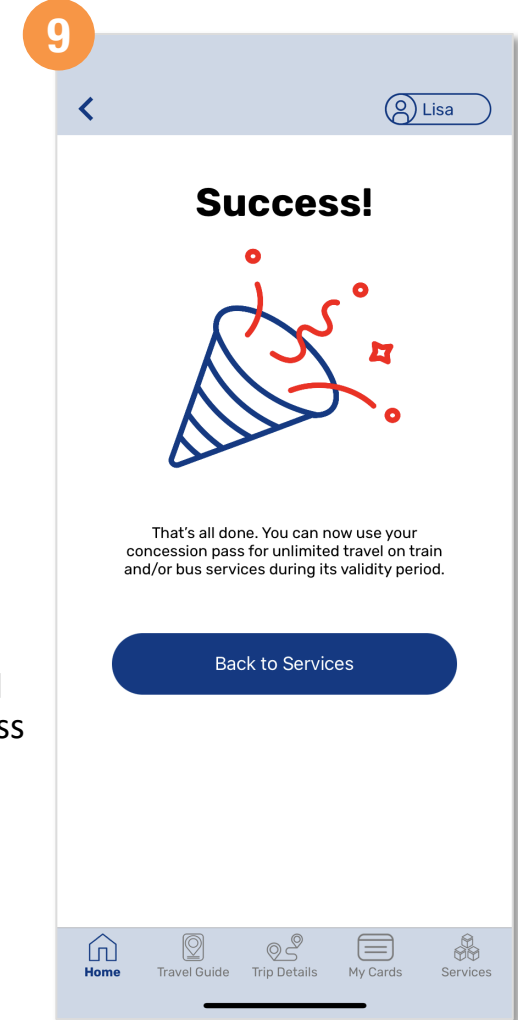 9
Lisa
Success!
That's all done. You can now use your
concession pass for unlimited travel on train
and/or bus services during its validity period.
Back to Services
ss
Home
Travel Guide
Trip Details
My Cards
Services